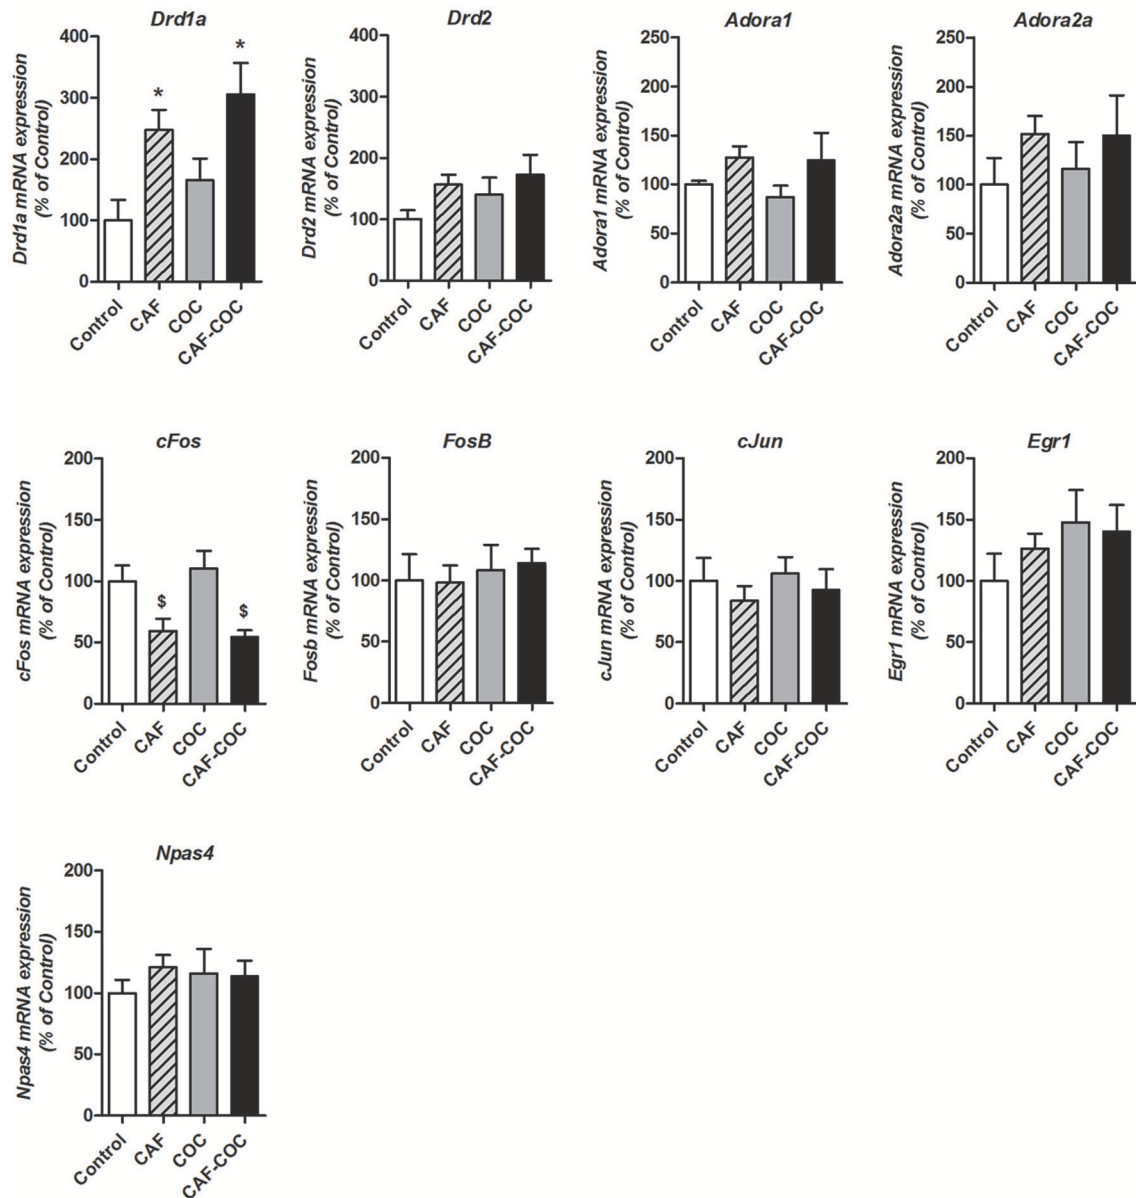 Drd1a
Drd1a mRNA expression
(% of Control)
400
300
200
100
0
*
*
Control
CAF
COC
CAF-COC
Drd2
Drd2 mRNA expression
(% of Control)
400
300
200
100
0
Control
CAF
COC
CAF-COC
Adora1
Adora1 mRNA expression
(% of Control)
250
200
150
100
50
0
Control
CAF
COC
CAF-COC
Adora2a
Adora2a mRNA expression
(% of Control)
250
200
150
100
50
0
Control
CAF
COC
CAF-COC
cFos
cFos mRNA expression
(% of Control)
200
150
100
50
0
$
$
Control
CAF
COC
CAF-COC
FosB
Fosb mRNA expression
(% of Control)
200
150
100
50
0
Control
CAF
COC
CAF-COC
cJun
cJun mRNA expression
(% of Control)
200
150
100
50
0
Control
CAF
COC
CAF-COC
Egr1
Egr1 mRNA expression
(% of Control)
200
150
100
50
0
Control
CAF
COC
CAF-COC
Npas4
Npas4 mRNA expression
(% of Control)
200
150
100
50
0
Control
CAF
COC
CAF-COC